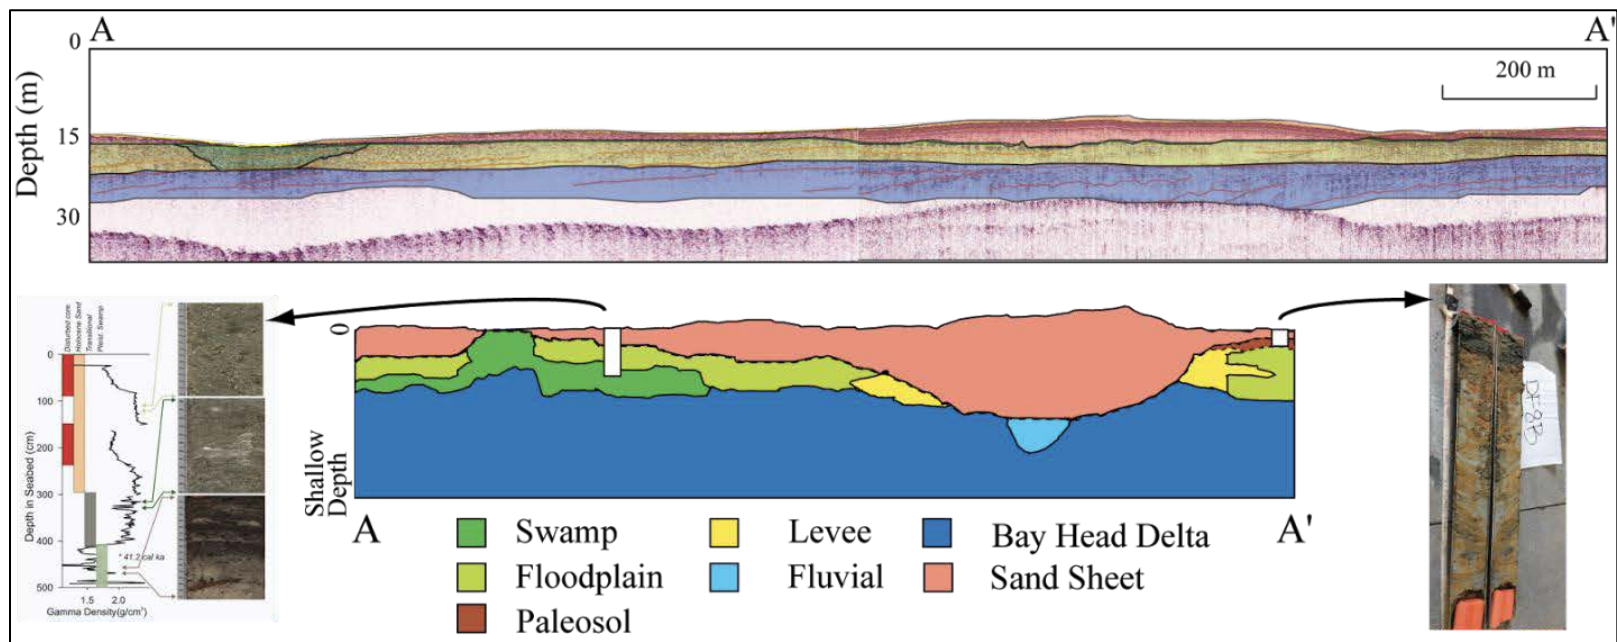 A
A'
0
15
30
Depth (m)
200 m
Disturbed core
Holocene Sand
Transitional
Pleist. Swamp
0
100
200
300
400
500
Depth in Seabed (cm)
* 41.2 cal ka
1.5 2.0
Gamma Density(g/cm³)
0
Shallow
Depth
A
A'
Swamp
Levee
Bay Head Delta
Floodplain
Fluvial
Sand Sheet
Paleosol